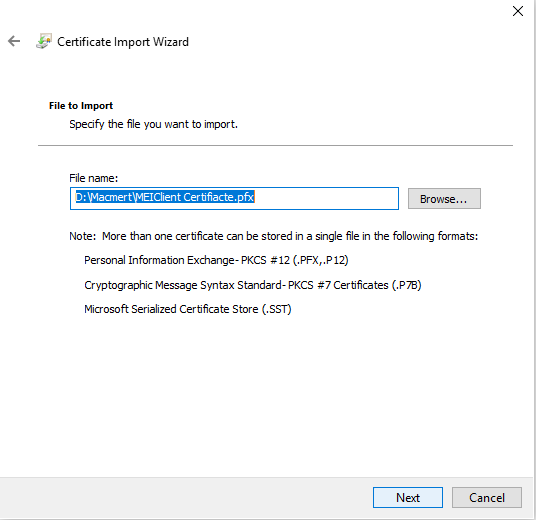 Certificate Import Wizard
File to Import
Specify the file you want to import.
File name:
D:\Macmert\MEIClient Certifiacte.pfx
Browse...
Note: More than one certificate can be stored in a single file in the following formats:
Personal Information Exchange- PKCS #12 (.PFX,.P12)
Cryptographic Message Syntax Standard- PKCS #7 Certificates (.P7B)
Microsoft Serialized Certificate Store (.SST)
Next
Cancel